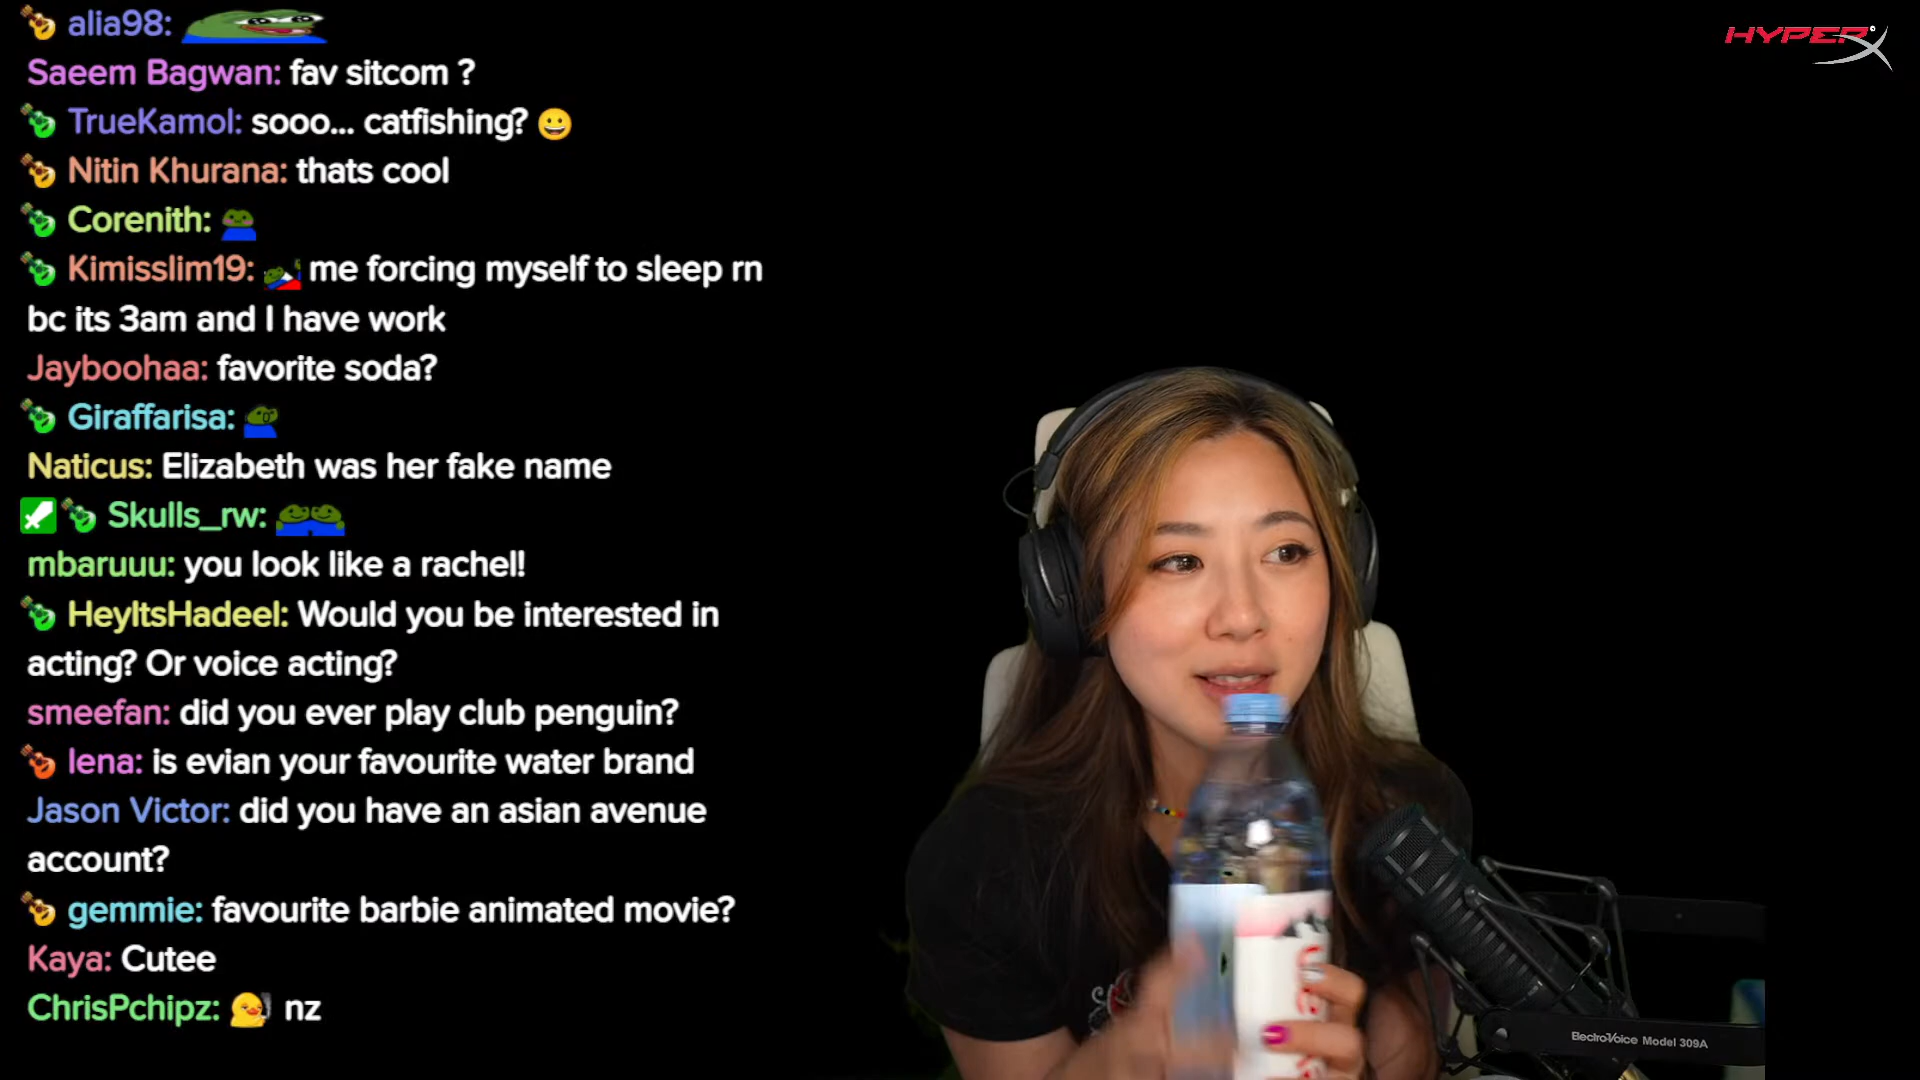 alia98:
Saeem Bagwan: fav sitcom ?
TrueKamol: sooo... catfishing?
Nitin Khurana: thats cool
Corenith:
Kimisslim19: me forcing myself to sleep rn
bc its 3am and I have work
Jayboohaa: favorite soda?
Giraffarisa:
Naticus: Elizabeth was her fake name
Skulls_rw:
mbaruuu: you look like a rachel!
HeyItsHadeel: Would you be interested in
acting? Or voice acting?
smeefan: did you ever play club penguin?
lena: is evian your favourite water brand
Jason Victor: did you have an asian avenue
account?
gemmie: favourite barbie animated movie?
Kaya: Cutee
ChrisPchipz: nz
HYPERX
ElectroVoice Model 309A